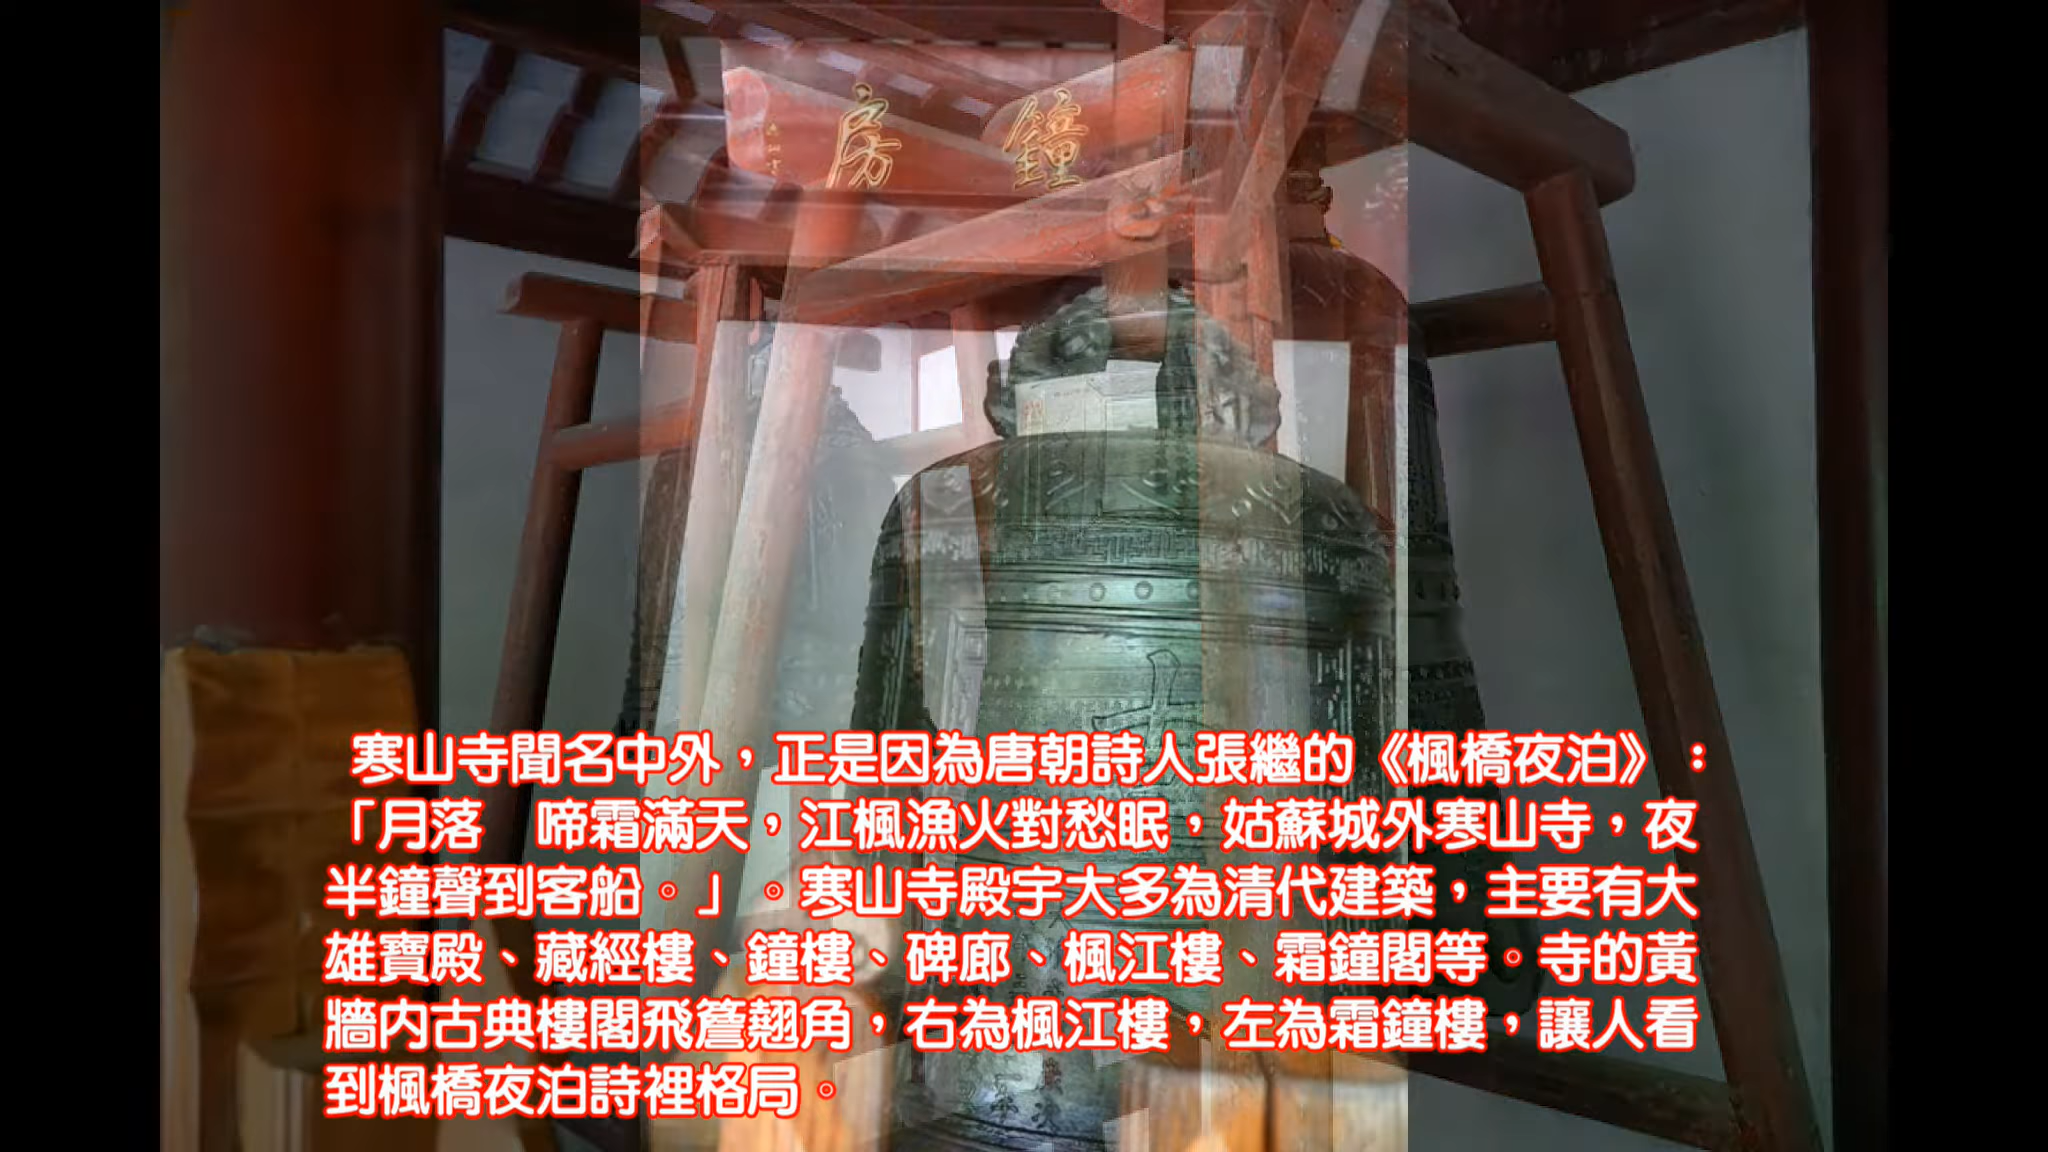 鐘房
寒山寺聞名中外，正是因為唐朝詩人張繼的《楓橋夜泊》：
「月落　啼霜滿天，江楓漁火對愁眠，姑蘇城外寒山寺，夜
半鐘聲到客船。」。寒山寺殿宇大多為清代建築，主要有大
雄寶殿、藏經樓、鐘樓、碑廊、楓江樓、霜鐘閣等。寺的黃
牆內古典樓閣飛簷翹角，右為楓江樓，左為霜鐘樓，讓人看
到楓橋夜泊詩裡格局。